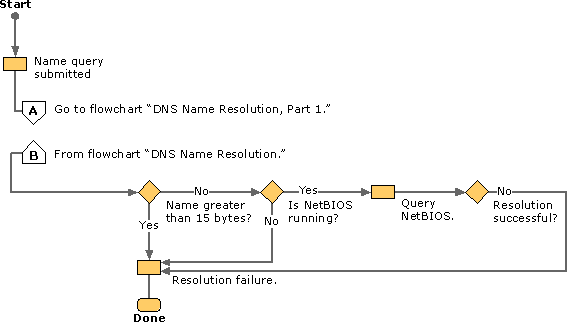 Start
Name query
submitted
A
Go to flowchart “DNS Name Resolution, Part 1.”
B
From flowchart “DNS Name Resolution.”
No
Name greater
than 15 bytes?
Yes
Yes
Is NetBIOS
running?
No
Query
NetBIOS.
No
Resolution
successful?
Resolution failure.
Done